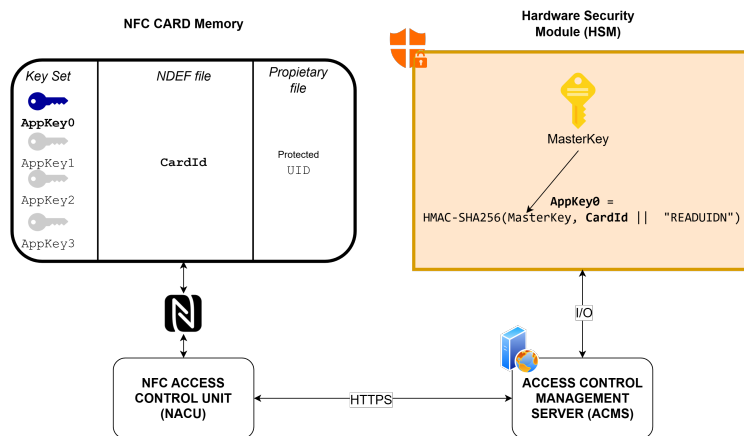 NFC CARD Memory
Hardware Security
Module (HSM)
Key Set
NDEF file
Propietary
file
AppKey0
AppKey1
AppKey2
AppKey3
CardId
Protected
UID
MasterKey
AppKey0 =
HMAC-SHA256(MasterKey, CardId || "READUIDN")
I/O
NFC ACCESS
CONTROL UNIT
(NACU)
HTTPS
ACCESS CONTROL
MANAGEMENT
SERVER (ACMS)